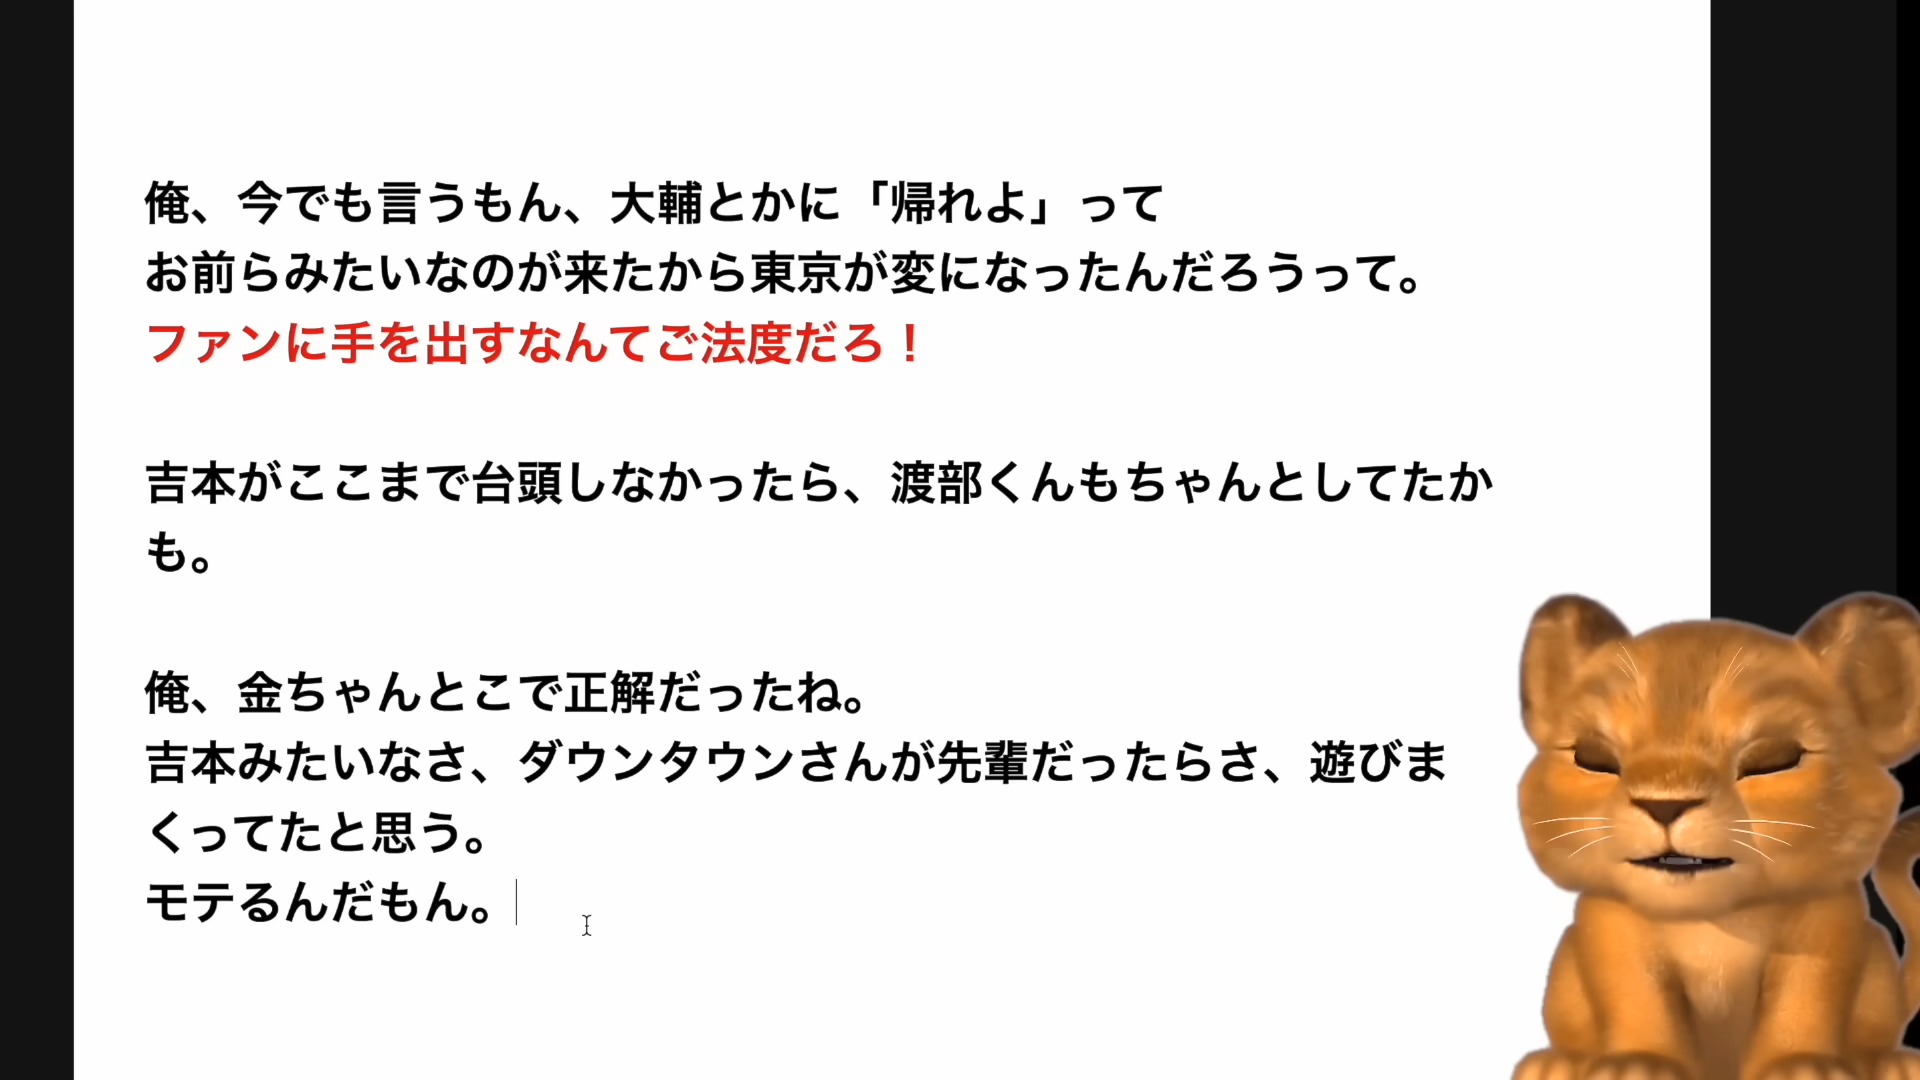 俺、今でも言うもん、大輔とかに「帰れよ」って
お前らみたいなのが来たから東京が変になったんだろうって。
ファンに手を出すなんてご法度だろ！
吉本がここまで台頭しなかったら、渡部くんもちゃんとしてたか
も。
俺、金ちゃんとこで正解だったね。
吉本みたいなさ、ダウンタウンさんが先輩だったらさ、遊びま
くってたと思う。
モテるんだもん。